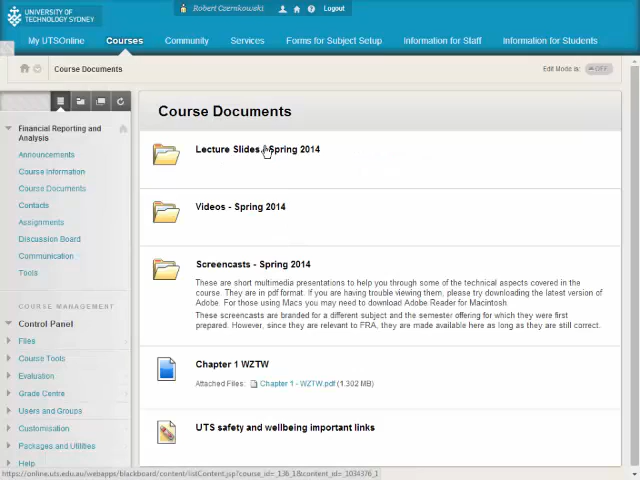 UNIVERSITY OF
TECHNOLOGY SYDNEY
Robert Czernkowski
Logout
My UTSOnline
Courses
Community
Services
Forms for Subject Setup
Information for Staff
Information for Students
Course Documents
Edit Mode is:
OFF
Financial Reporting and
Analysis
Announcements
Course Information
Course Documents
Contacts
Assignments
Discussion Board
Communication
Tools
COURSE MANAGEMENT
Control Panel
Files
Course Tools
Evaluation
Grade Centre
Users and Groups
Customisation
Packages and Utilities
Help
Course Documents
Lecture Slides - Spring 2014
Videos - Spring 2014
Screencasts - Spring 2014
These are short multimedia presentations to help you through some of the technical aspects covered in the
course. They are in pdf format. If you are having trouble viewing them, please try downloading the latest version of
Adobe. For those using Macs you may need to download Adobe Reader for Macintosh
These screencasts are branded for a different subject and the semester offering for which they were first
prepared. However, since they are relevant to FRA, they are made available here as long as they are still correct.
Chapter 1 WZTW
Attached Files: Chapter 1 - WZTW.pdf (1.302 MB)
UTS safety and wellbeing important links
https://online.uts.edu.au/webapps/blackboard/content/listContent.jsp?course_id=_136_1&content_id=_1034376_1